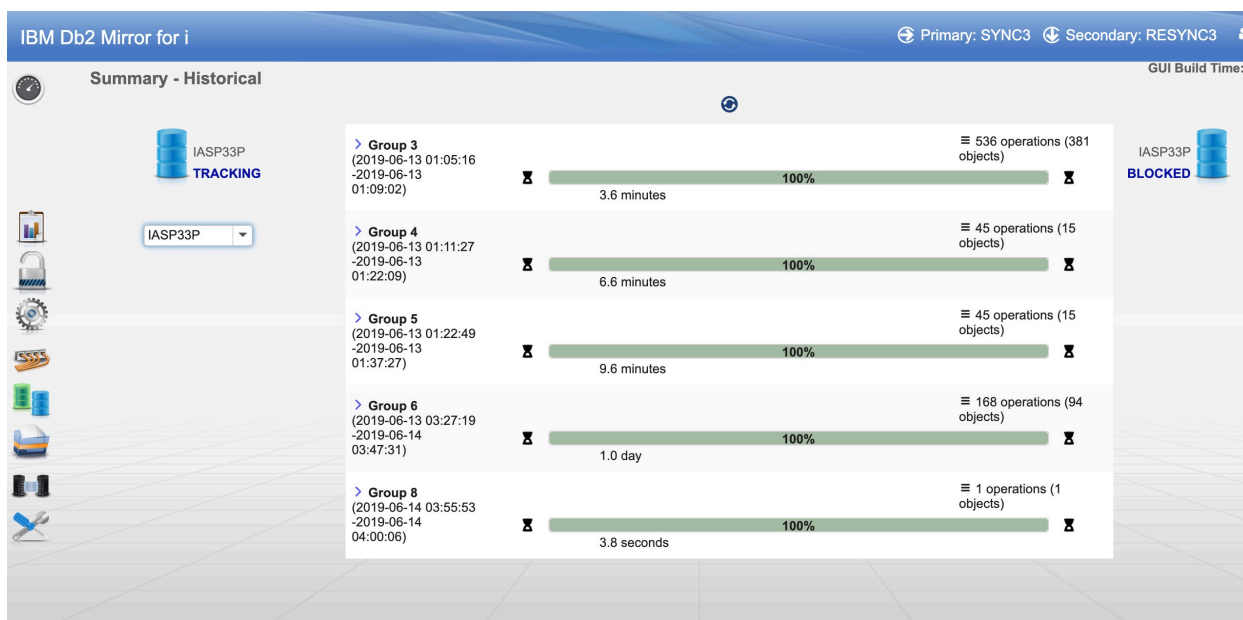 IBM Db2 Mirror for i
Primary: SYNC3 Secondary: RESYNC3
GUI Build Time:
Summary - Historical
IASP33P
TRACKING
IASP33P
> Group 3
(2019-06-13 01:05:16
-2019-06-13
01:09:02)
100%
3.6 minutes
536 operations (381
objects)
> Group 4
(2019-06-13 01:11:27
-2019-06-13
01:22:09)
100%
6.6 minutes
45 operations (15
objects)
> Group 5
(2019-06-13 01:22:49
-2019-06-13
01:37:27)
100%
9.6 minutes
45 operations (15
objects)
> Group 6
(2019-06-13 03:27:19
-2019-06-14
03:47:31)
100%
1.0 day
168 operations (94
objects)
> Group 8
(2019-06-14 03:55:53
-2019-06-14
04:00:06)
100%
3.8 seconds
1 operations (1
objects)
IASP33P
BLOCKED